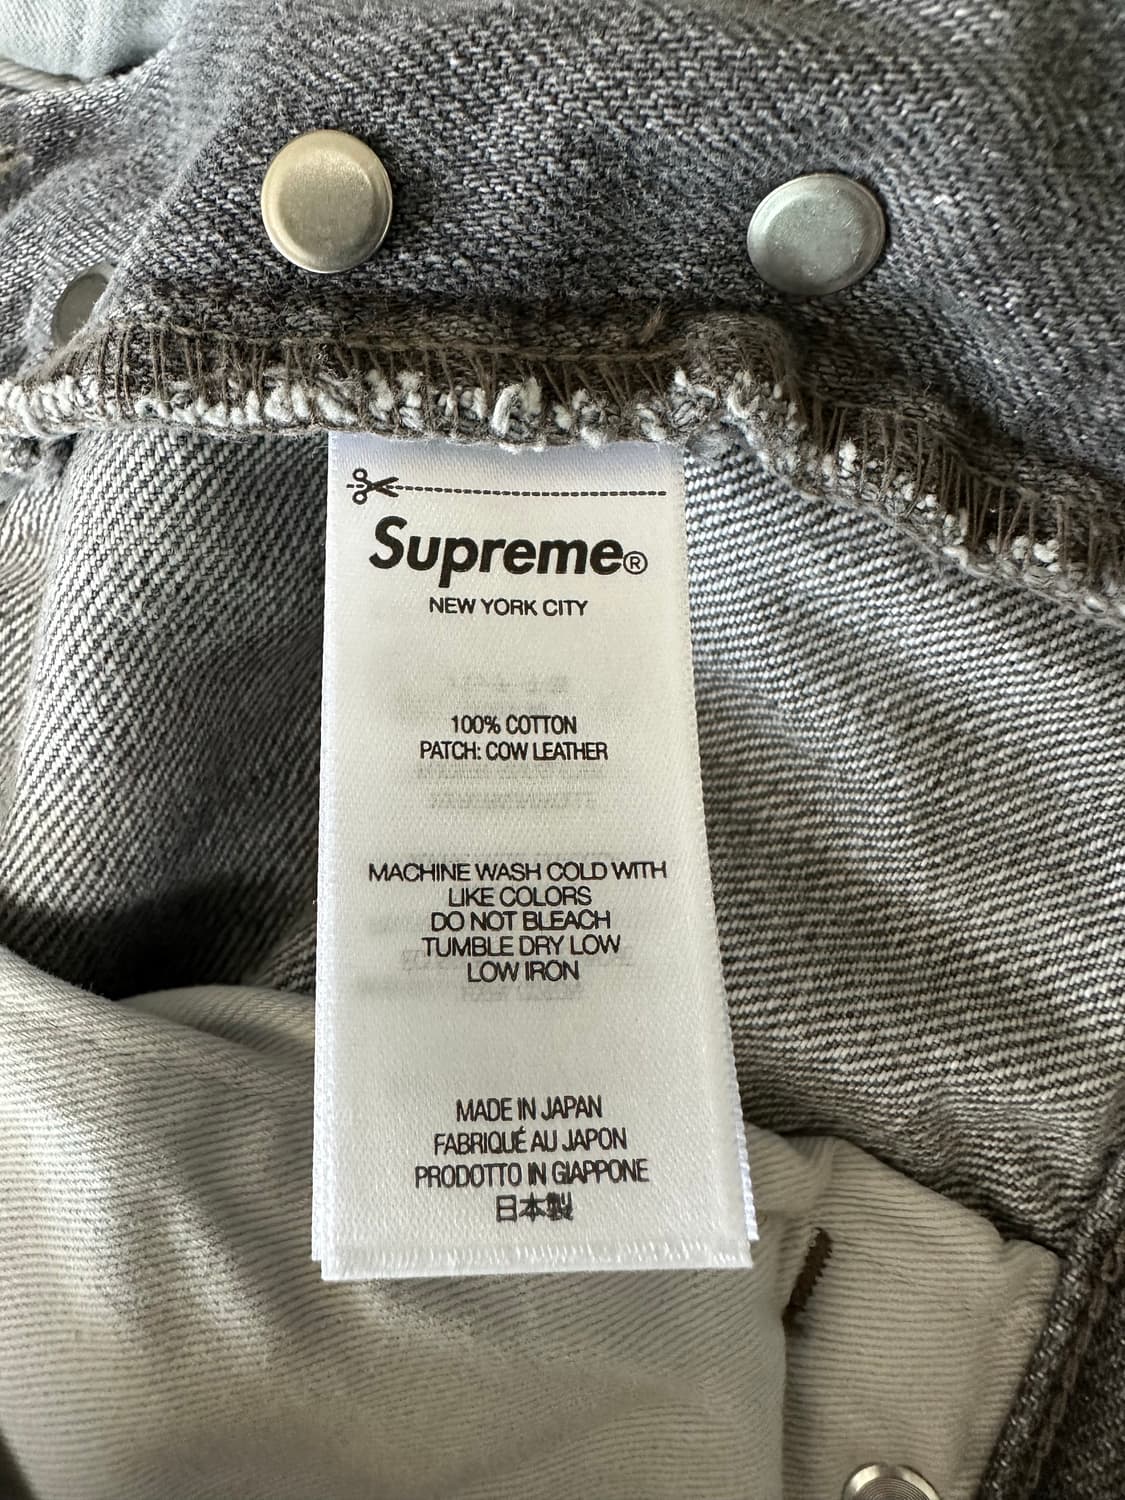 Supreme®
NEW YORK CITY
100% COTTON
PATCH: COW LEATHER
MACHINE WASH COLD WITH
LIKE COLORS
DO NOT BLEACH
TUMBLE DRY LOW
LOW IRON
MADE IN JAPAN
FABRIQUÉ AU JAPON
PRODOTTO IN GIAPPONE
日本製